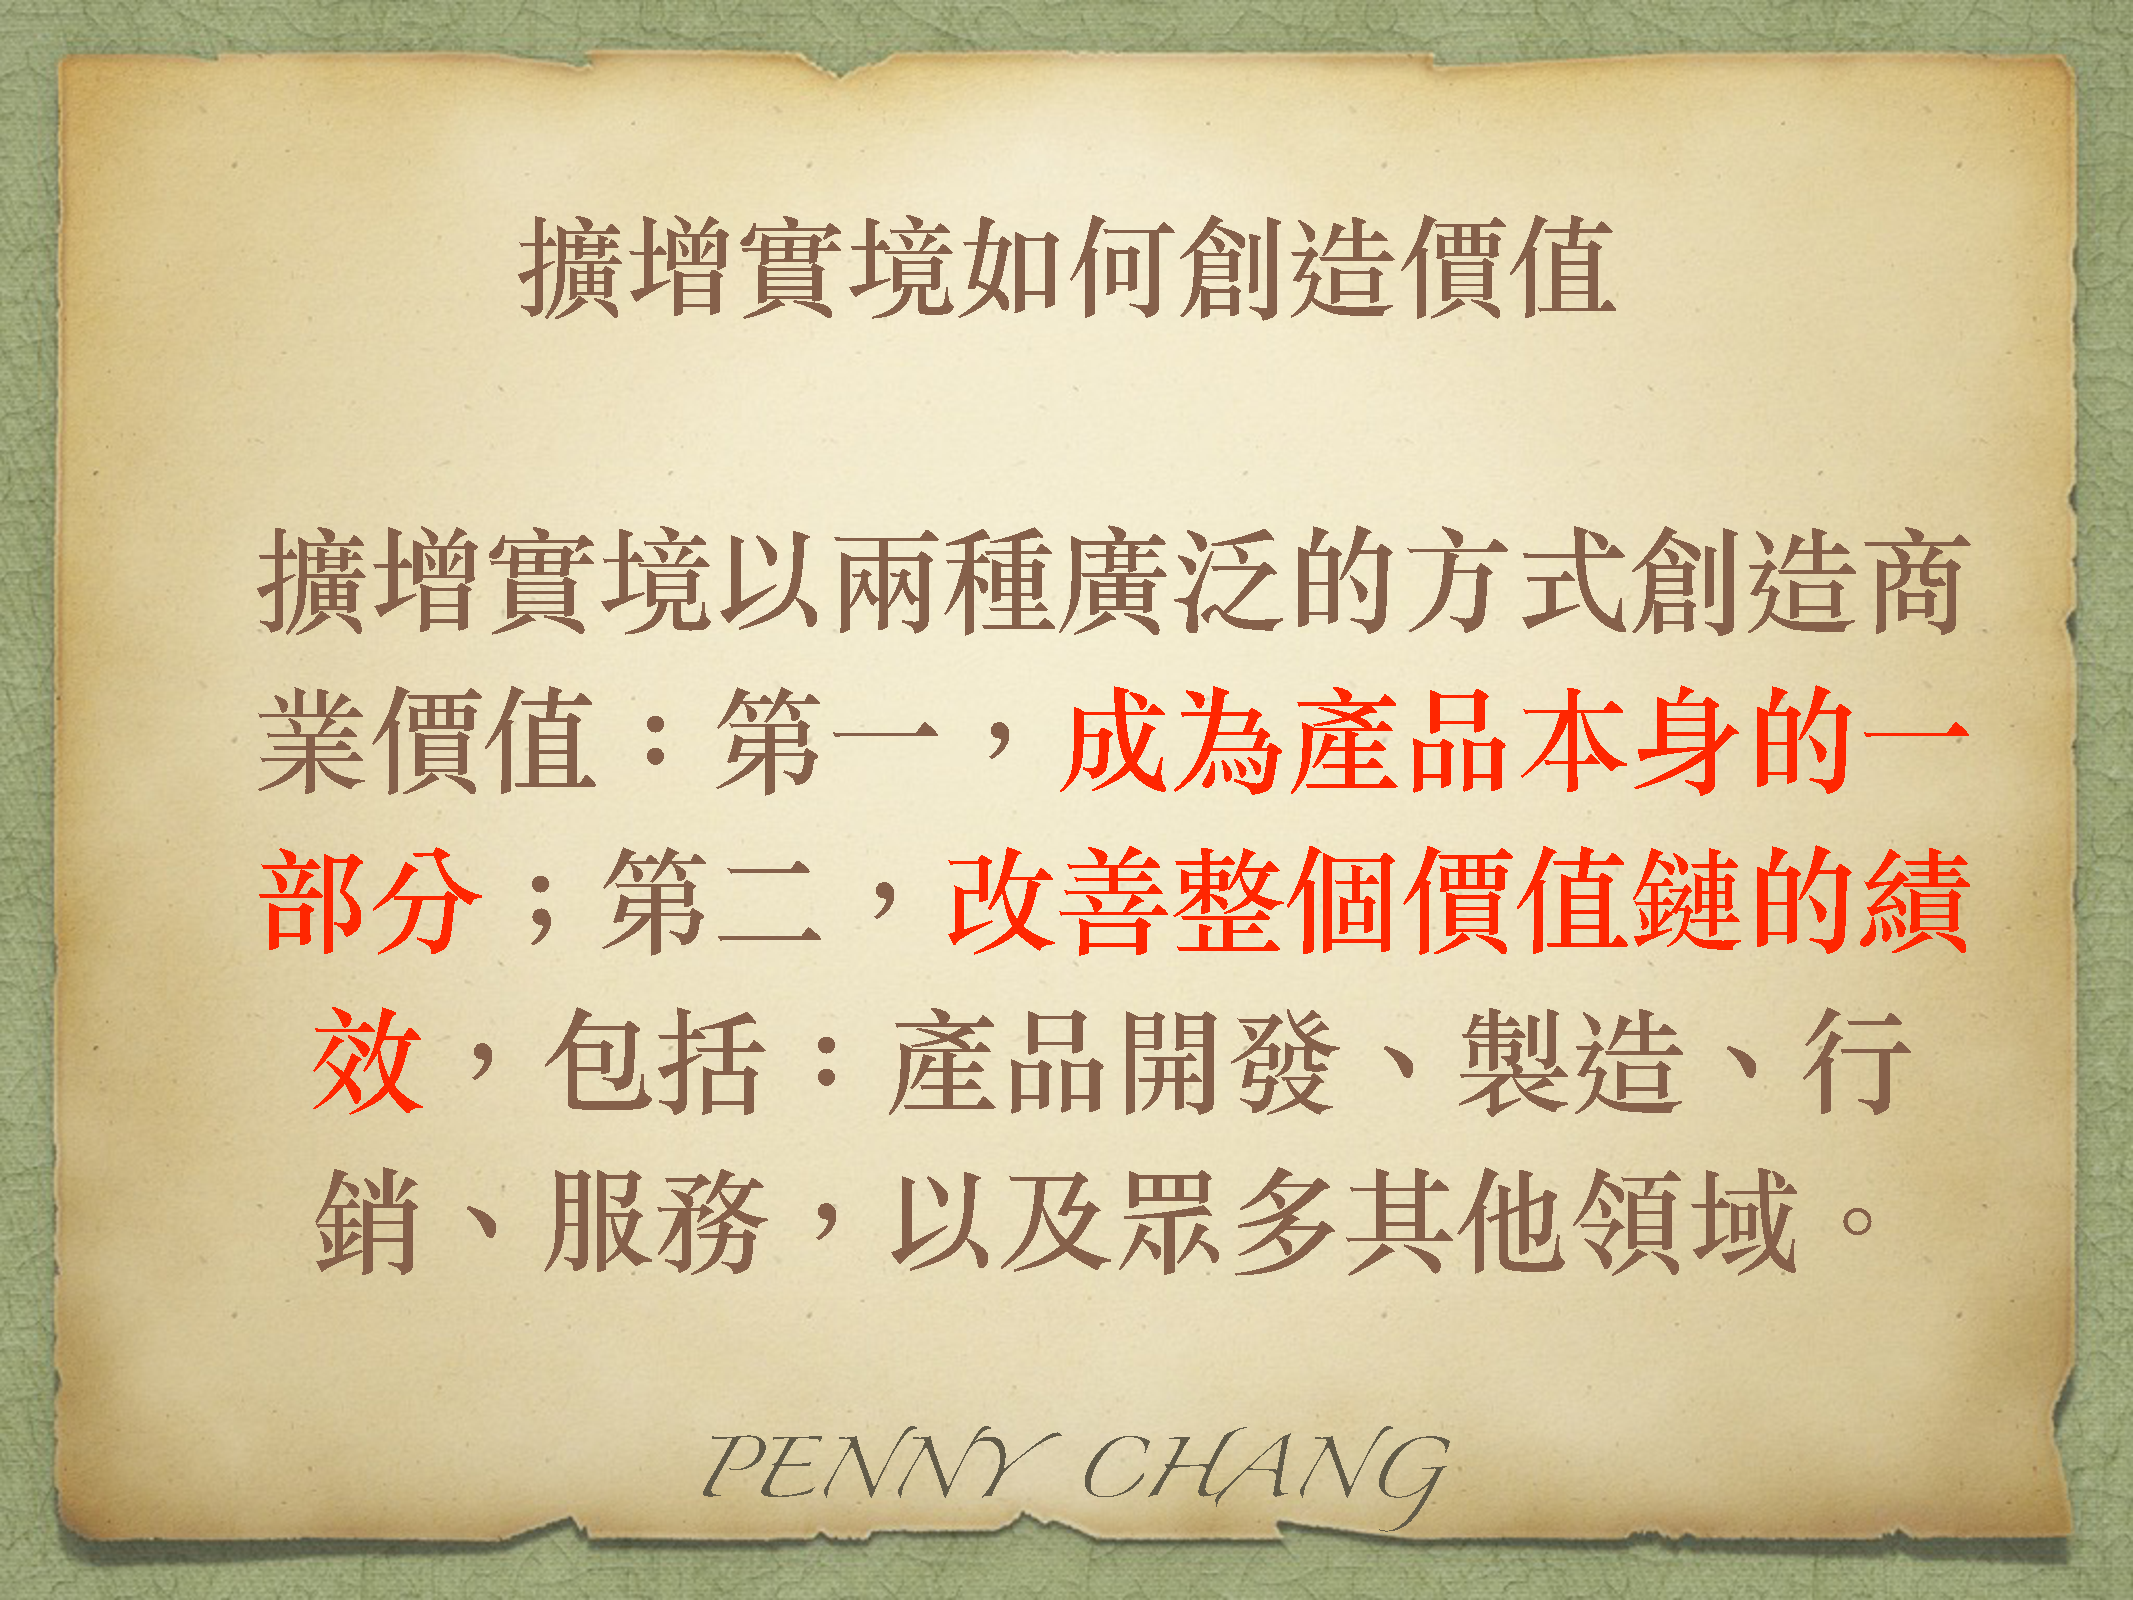 擴增實境如何創造價值
擴增實境以兩種廣泛的方式創造商
業價值：第一，成為產品本身的一
部分；第二，改善整個價值鏈的績
效，包括：產品開發、製造、行
銷、服務，以及眾多其他領域。
PENNY CHANG